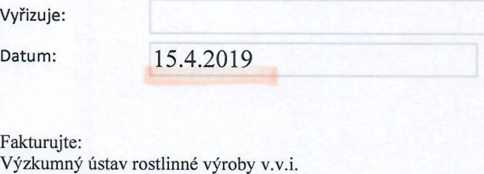 Vyřizuje:
Datum: 15.4.2019
Fakturujte:
Výzkumný ústav rostlinné výroby v.v.i.